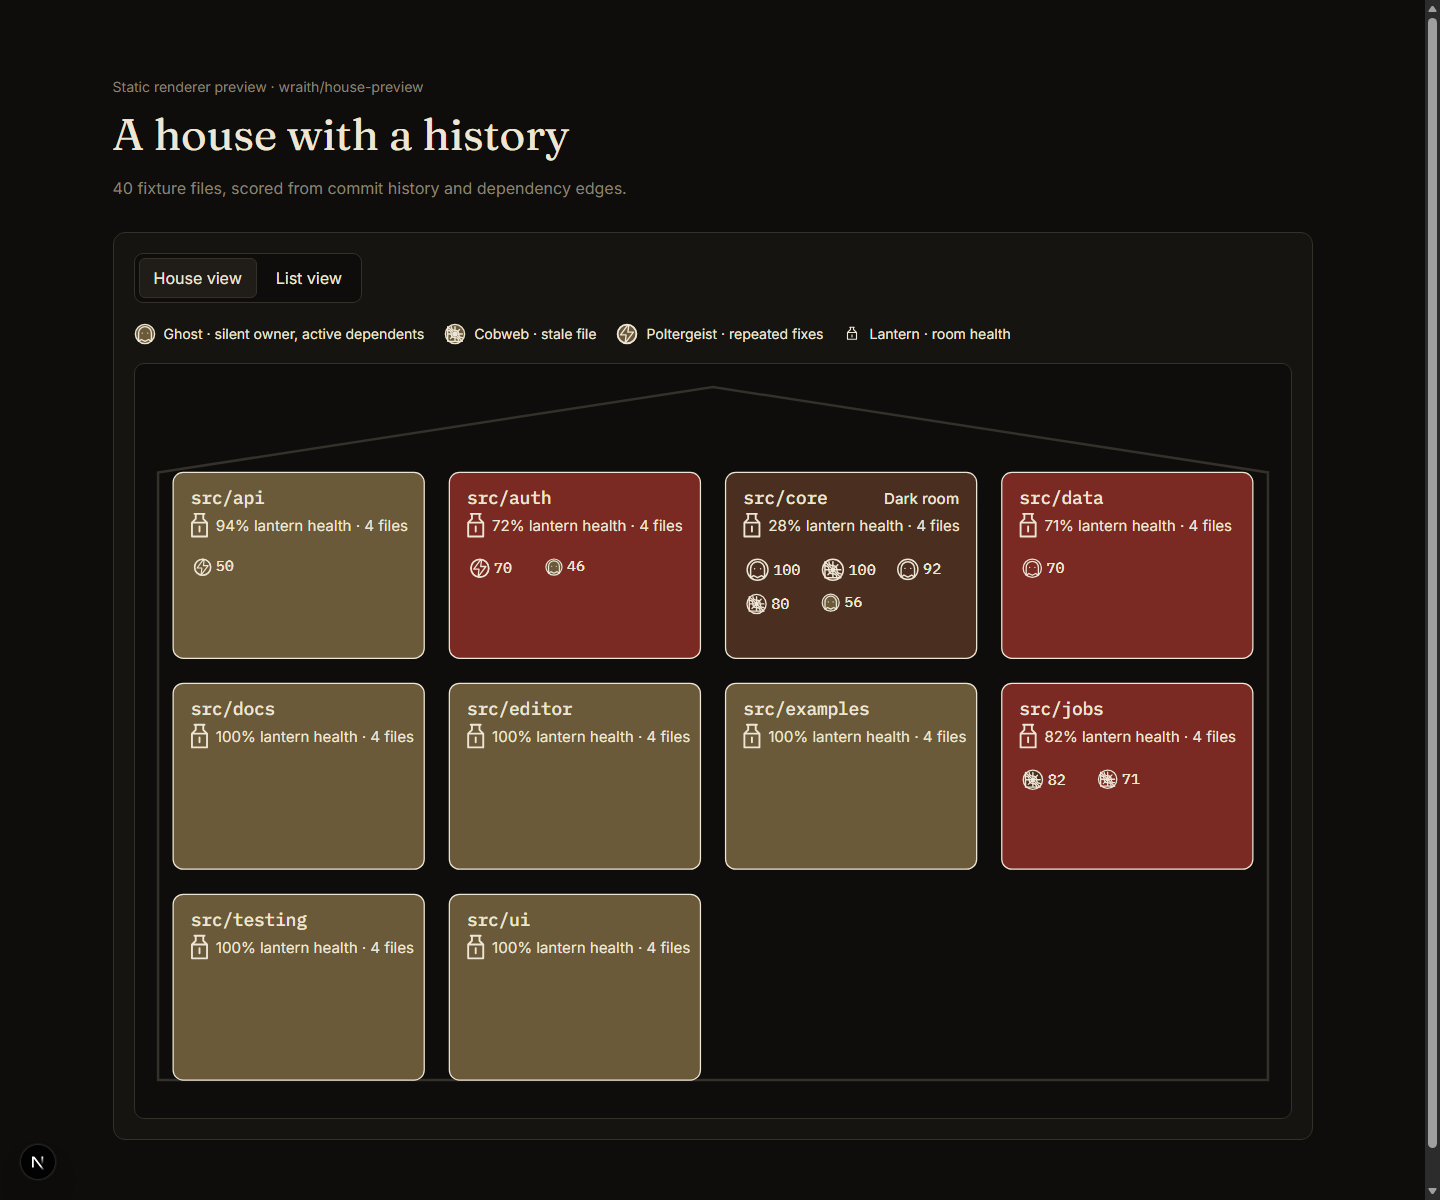 Static renderer preview · wraith/house-preview
A house with a history
40 fixture files, scored from commit history and dependency edges.
House view List view
Ghost · silent owner, active dependents Cobweb · stale file Poltergeist · repeated fixes Lantern · room health
src/api
94% lantern health · 4 files
50
src/auth
72% lantern health · 4 files
70 46
src/core Dark room
28% lantern health · 4 files
100 100 92
80 56
src/data
71% lantern health · 4 files
70
src/docs
100% lantern health · 4 files
src/editor
100% lantern health · 4 files
src/examples
100% lantern health · 4 files
src/jobs
82% lantern health · 4 files
82 71
src/testing
100% lantern health · 4 files
src/ui
100% lantern health · 4 files
N